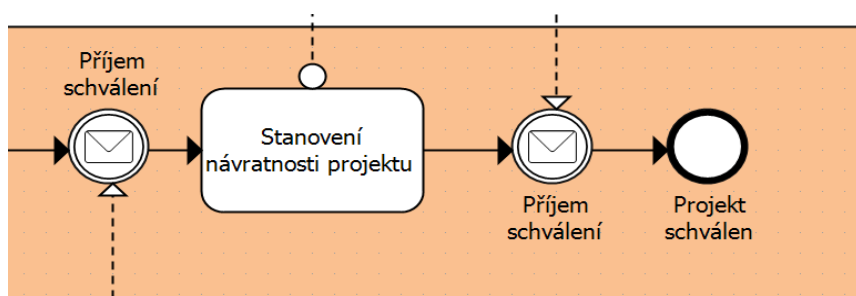 Příjem
schválení
Stanovení
návratnosti projektu
Příjem
schválení
Projekt
schválen